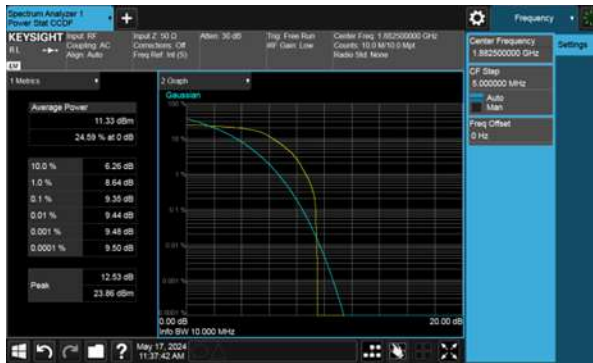 Spectrum Analyzer 1
Power Stat CCDF
Frequency
KEYSIGHT
Input: RF
Coupling: AC
Align: Auto
Input Z: 50 Ω
Corrections: Off
Freq Ref: Int (S)
Atten: 30 dB
Trig: Free Run
#IF Gain: Low
Center Freq: 1.882500000 GHz
Counts: 10.0 M/10.0 Mpt
Radio Std: None
RL
LXI
Center Frequency
1.882500000 GHz
Settings
CF Step
5.000000 MHz
Auto
Man
Freq Offset
0 Hz
1 Metrics
2 Graph
Gaussian
Average Power
11.33 dBm
24.59 % at 0 dB
10.0 % 6.26 dB
1.0 % 8.64 dB
0.1 % 9.35 dB
0.01 % 9.44 dB
0.001 % 9.48 dB
0.0001 % 9.50 dB
Peak
12.53 dB
23.86 dBm
100 %
10 %
1 %
0.1 %
0.01 %
0.001 %
0.0001 %
0.00 dB
20.00 dB
Info BW 10.000 MHz
May 17, 2024
11:37:42 AM